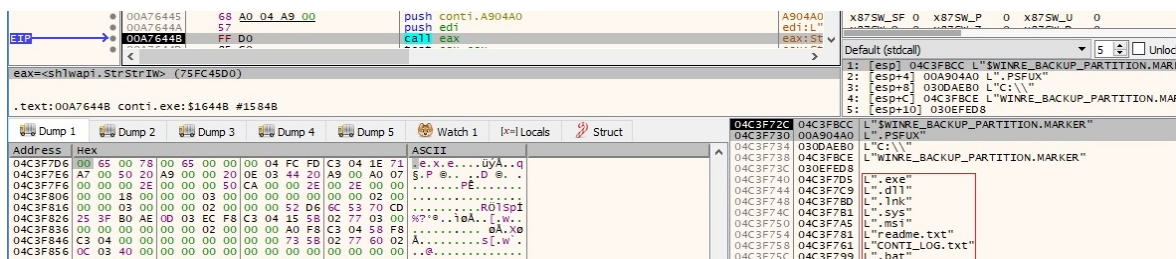 00A76445 68 A0 04 A9 00 push conti.A904A0 A904A0
00A7644A 57 push edi edi:L"
EIP 00A7644B FF D0 call eax eax:St
x87SW_SF 0 x87SW_P 0 x87SW_U 0
Default (stdcall) 5 Unloc
1: [esp] 04C3FBCC L"$WINRE_BACKUP_PARTITION.MARK
2: [esp+4] 00A904A0 L".PSFUX"
3: [esp+8] 030DAEB0 L"C:\\"
4: [esp+C] 04C3FBCE L"WINRE_BACKUP_PARTITION.MA
5: [esp+10] 030EFED8
eax=<shlwapi.StrStrIW> (75FC45D0)
.text:00A7644B conti.exe:$1644B #1584B
Dump 1 Dump 2 Dump 3 Dump 4 Dump 5 Watch 1 [x=] Locals Struct
Address Hex ASCII
04C3F7D6 00 65 00 78 00 65 00 00 00 04 FC FD C3 04 1E 71 .e.x.e....üýÃ..q
04C3F7E6 A7 00 50 20 A9 00 00 20 0E 03 44 20 A9 00 A0 07 §.P ©.. ..D ©. .
04C3F7F6 00 00 00 2E 00 00 00 50 CA 00 00 2E 00 2E 00 00 .......PÊ.......
04C3F806 00 00 18 00 00 00 03 00 00 00 00 00 00 00 02 00 ................
04C3F816 00 00 03 00 00 00 02 00 00 00 52 D6 6C 53 70 CD ..........RÖlSpÍ
04C3F826 25 3F B0 AE 0D 03 EC F8 C3 04 15 5B 02 77 03 00 %?°®..ìøÃ..[.w..
04C3F836 00 00 00 00 00 00 02 00 00 00 A0 F8 C3 04 58 F8 .......... øÃ.Xø
04C3F846 C3 04 00 00 00 00 00 00 00 00 73 5B 02 77 60 02 Ã.........s[.w`.
04C3F856 0C 03 40 00 00 00 00 00 00 00 00 00 00 00 00 00 ..@.............
04C3F72C 04C3FBCC L"$WINRE_BACKUP_PARTITION.MARKER"
04C3F730 00A904A0 L".PSFUX"
04C3F734 030DAEB0 L"C:\\"
04C3F738 04C3FBCE L"WINRE_BACKUP_PARTITION.MARKER"
04C3F73C 030EFED8
04C3F740 04C3F7D5 L".exe"
04C3F744 04C3F7C9 L".dll"
04C3F748 04C3F7BD L".lnk"
04C3F74C 04C3F7B1 L".sys"
04C3F750 04C3F7A5 L".msi"
04C3F754 04C3F781 L"readme.txt"
04C3F758 04C3F761 L"CONTI_LOG.txt"
04C3F75C 04C3F799 L".bat"